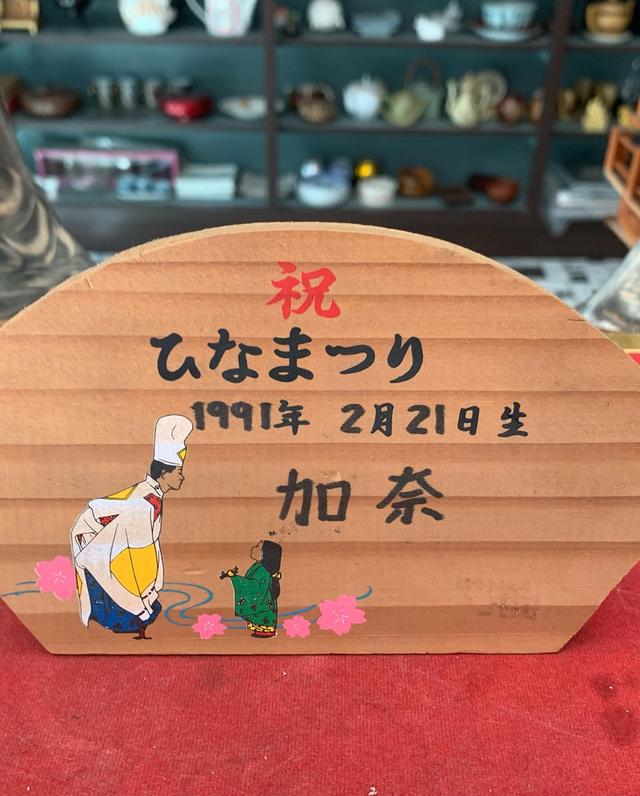 祝
ひなまつり
1991年 2月21日生
加奈